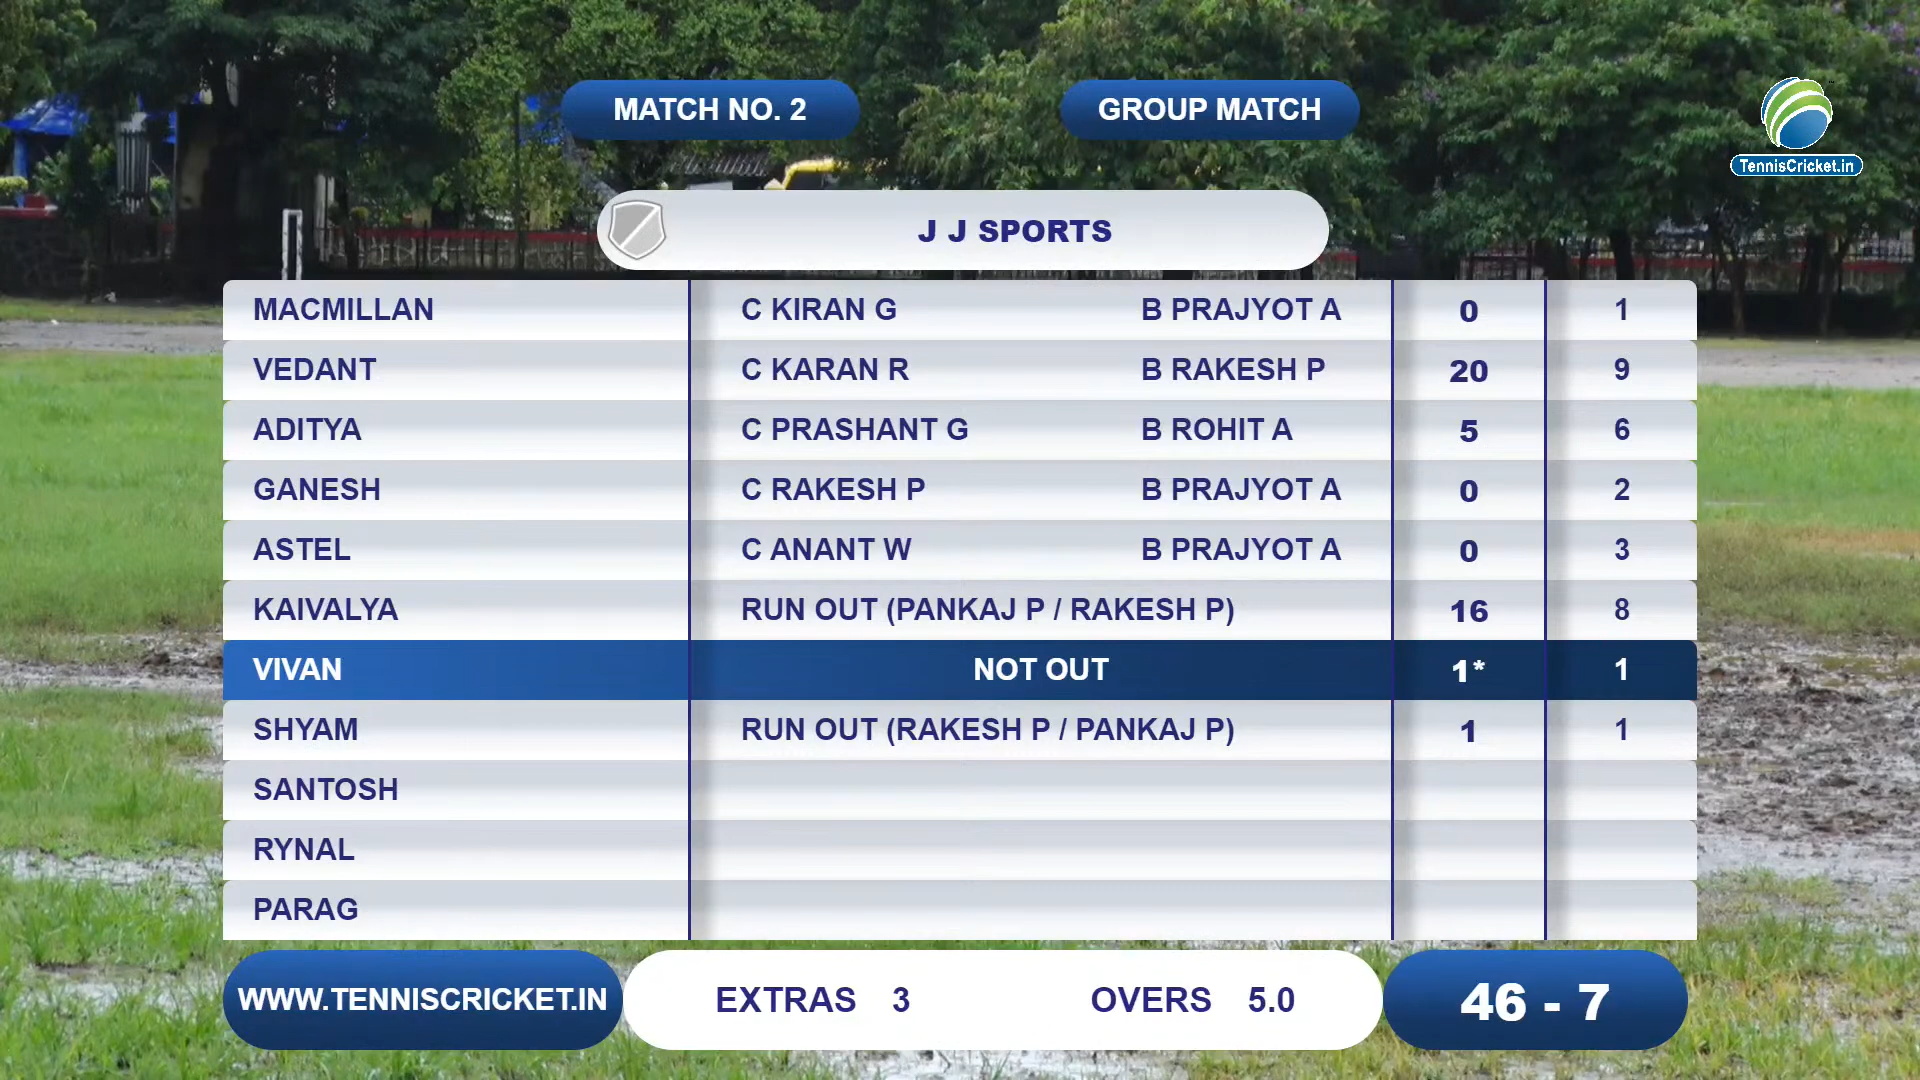 MATCH NO. 2 GROUP MATCH
TennisCricket.in
J J SPORTS
MACMILLAN C KIRAN G B PRAJYOT A 0 1
VEDANT C KARAN R B RAKESH P 20 9
ADITYA C PRASHANT G B ROHIT A 5 6
GANESH C RAKESH P B PRAJYOT A 0 2
ASTEL C ANANT W B PRAJYOT A 0 3
KAIVALYA RUN OUT (PANKAJ P / RAKESH P) 16 8
VIVAN NOT OUT 1* 1
SHYAM RUN OUT (RAKESH P / PANKAJ P) 1 1
SANTOSH
RYNAL
PARAG
WWW.TENNISCRICKET.IN EXTRAS 3 OVERS 5.0 46 - 7